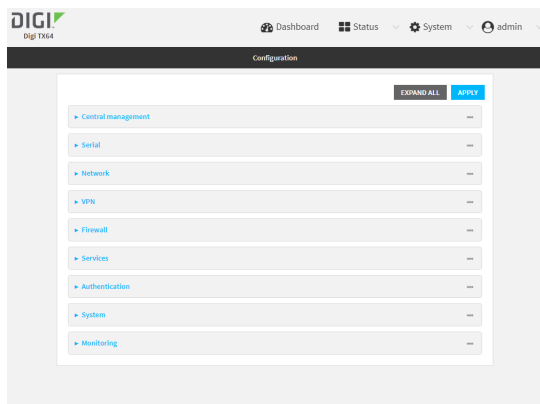 DIGI
Digi TX64
Dashboard Status System admin
Configuration
EXPAND ALL APPLY
Central management
Serial
Network
VPN
Firewall
Services
Authentication
System
Monitoring